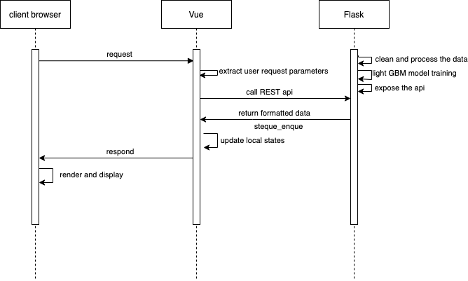 client browser
Vue
Flask
request
clean and process the data
extract user request parameters
light GBM model training
expose the api
call REST api
return formatted data
steque_enque
update local states
respond
render and display